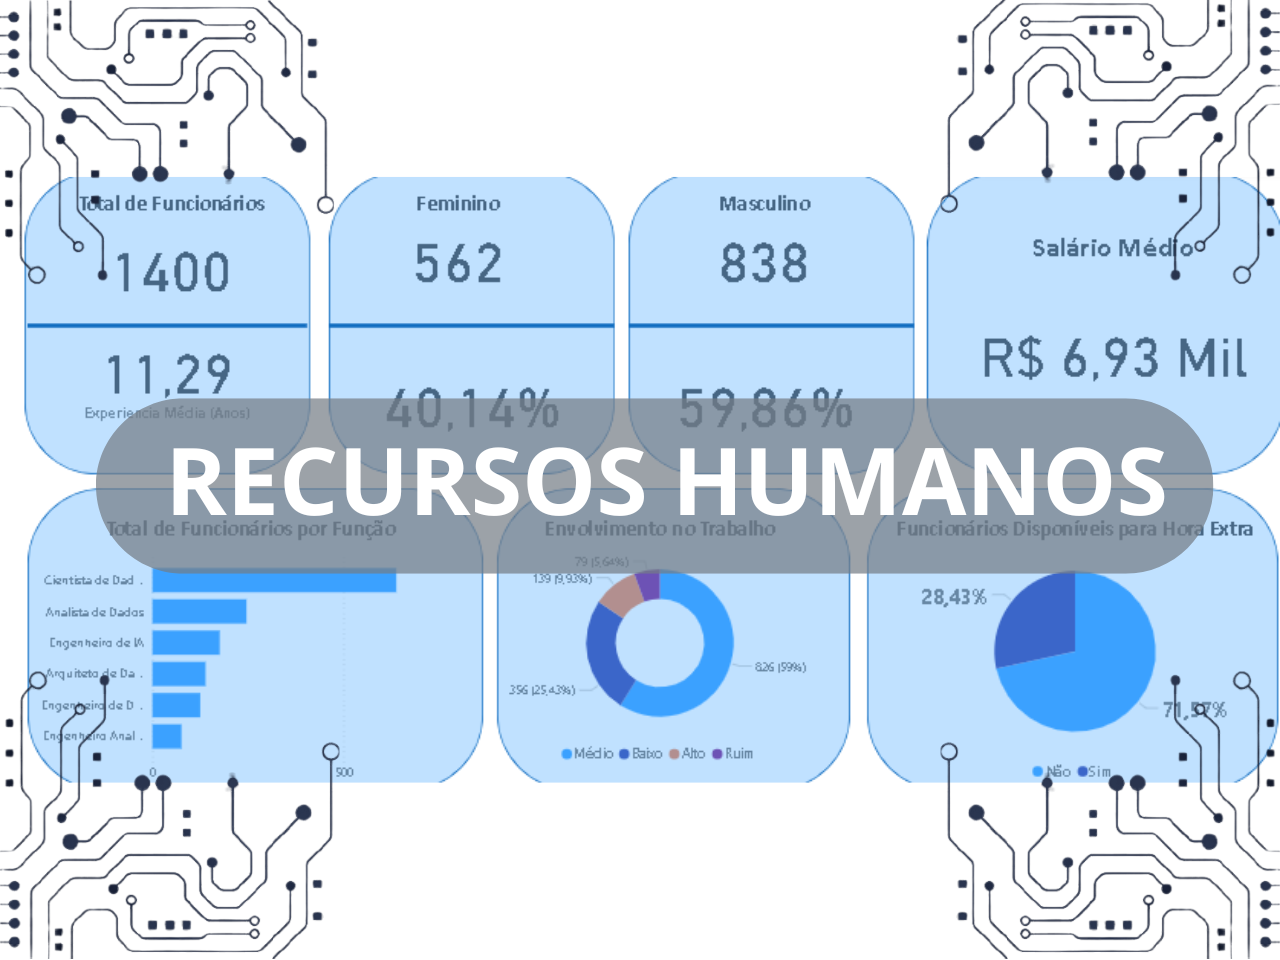 Total de Funcionários
1400
11,29
Experiencia Média (Anos)
Feminino
562
40,14%
Masculino
838
59,86%
Salário Médio
R$ 6,93 Mil
RECURSOS HUMANOS
Total de Funcionários por Função
Cientista de Dad...
Analista de Dados
Engenheiro de IA
Arquiteto de Da...
Engenheiro de D...
Engenheiro Anal...
0
500
Envolvimento no Trabalho
79 (5,64%)
139 (9,93%)
826 (59%)
356 (25,43%)
Médio Baixo Alto Ruim
Funcionários Disponíveis para Hora Extra
28,43%
71,57%
Não Sim